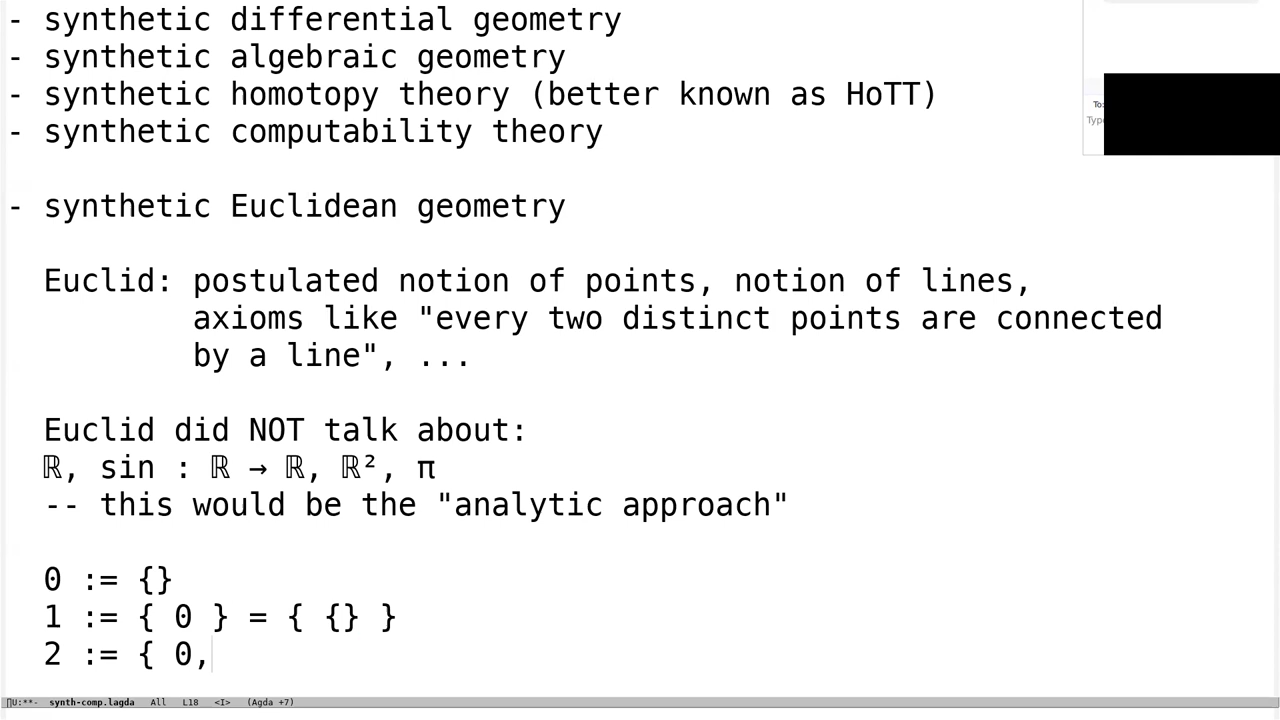 - synthetic differential geometry
- synthetic algebraic geometry
- synthetic homotopy theory (better known as HoTT)
- synthetic computability theory
To:
Typ
- synthetic Euclidean geometry
Euclid: postulated notion of points, notion of lines,
axioms like "every two distinct points are connected
by a line", ...
Euclid did NOT talk about:
ℝ, sin : ℝ → ℝ, ℝ², π
-- this would be the "analytic approach"
0 := {}
1 := { 0 } = { {} }
2 := { 0,
U:**- synth-comp.lagda All L18 <I> (Agda +7)